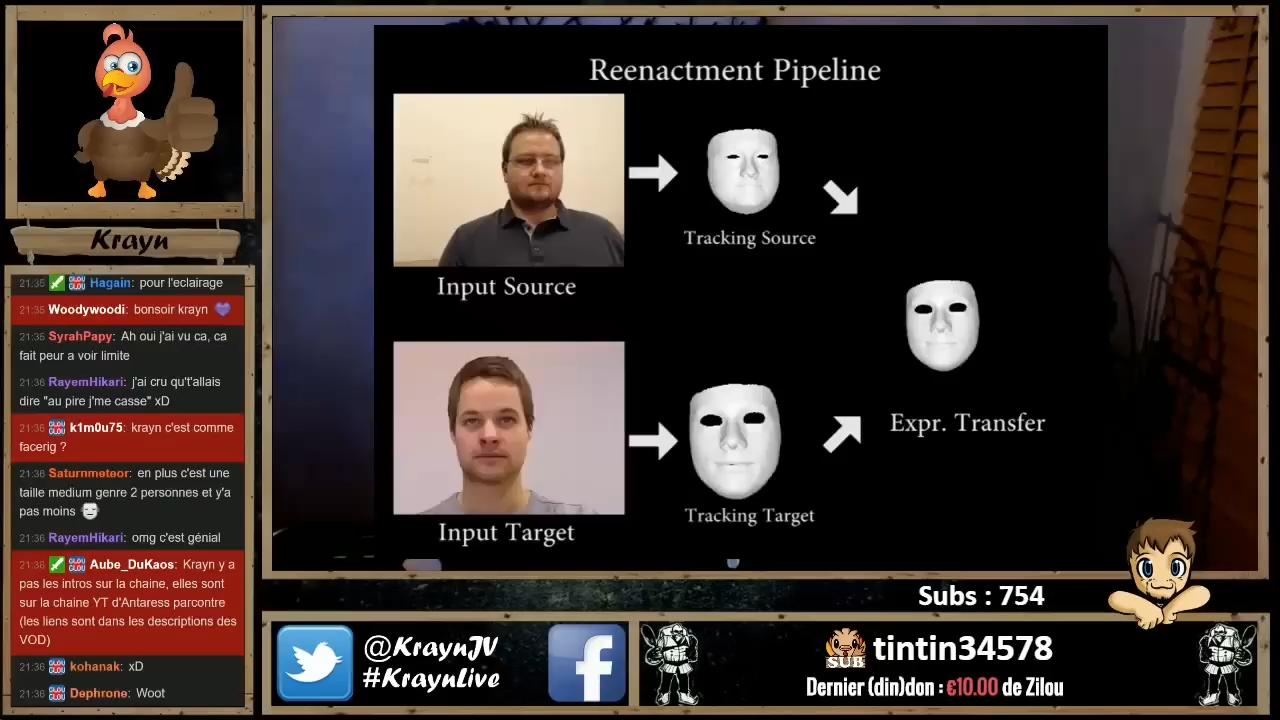 Reenactment Pipeline
Tracking Source
Input Source
Expr. Transfer
Tracking Target
Input Target
Krayn
21:35 Hagain: pour l'eclairage
21:35 Woodywoodi: bonsoir krayn
21:36 SyrahPapy: Ah oui j'ai vu ca, ca
fait peur a voir limite
21:36 RayemHikari: j'ai cru qu't'allais
dire "au pire j'me casse" xD
21:36 k1m0u75: krayn c'est comme
facerig ?
21:36 Saturnmeteor: en plus c'est une
taille medium genre 2 personnes et y'a
pas moins
21:36 RayemHikari: omg c'est génial
21:36 Aube_DuKaos: Krayn y a
pas les intros sur la chaine, elles sont
sur la chaine YT d'Antaress parcontre
(les liens sont dans les descriptions des
VOD)
21:36 kohanak: xD
21:36 Dephrone: Woot
Subs : 754
@KraynJV
#KraynLive
SUB tintin34578
Dernier (din)don : €10.00 de Zilou